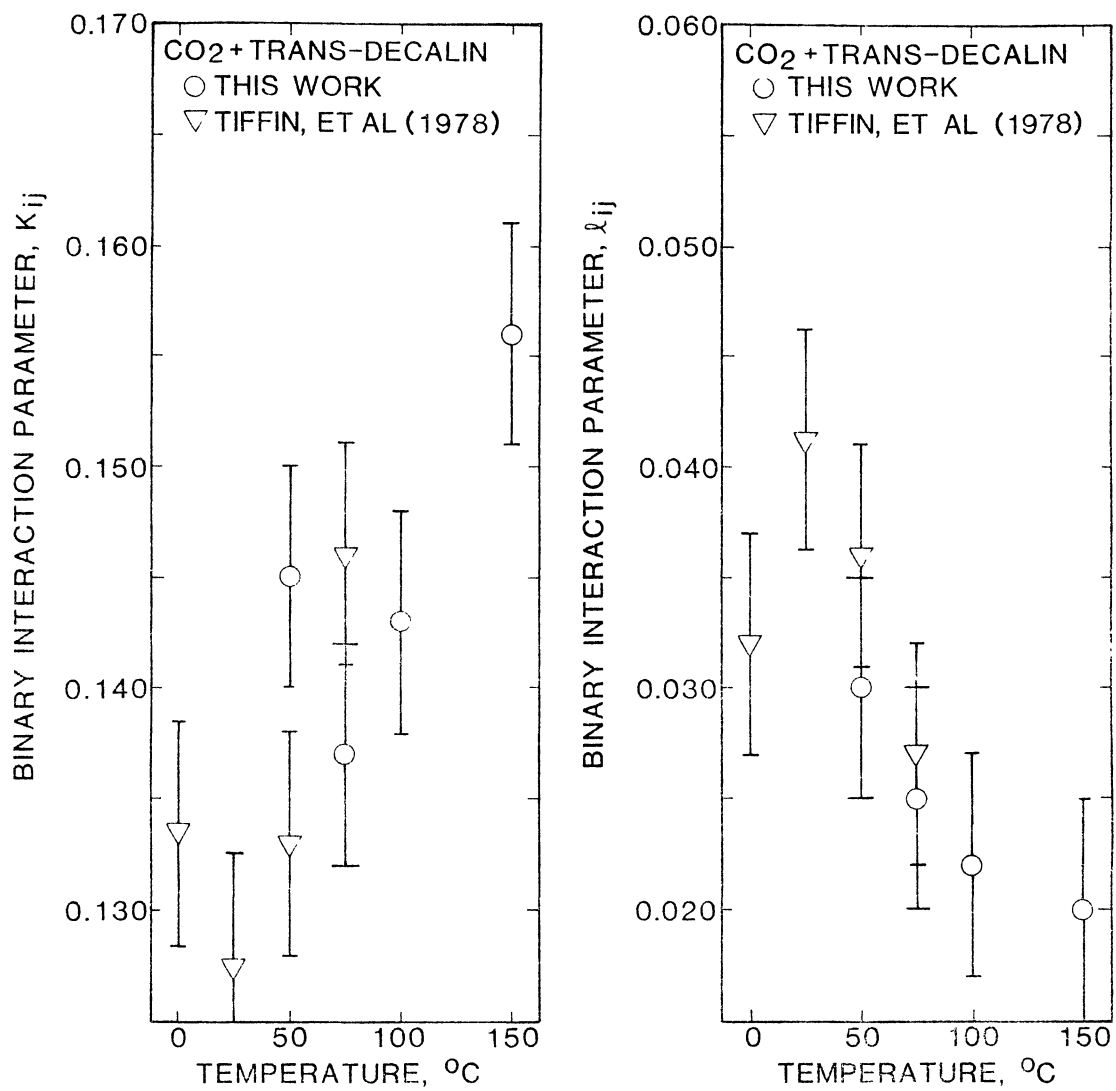 0.170
0.160
0.150
0.140
0.130
BINARY INTERACTION PARAMETER, Kij
CO2 + TRANS-DECALIN
THIS WORK
TIFFIN, ET AL (1978)
0 50 100 150
TEMPERATURE, °C
0.060
0.050
0.040
0.030
0.020
BINARY INTERACTION PARAMETER, ℓij
CO2 + TRANS-DECALIN
THIS WORK
TIFFIN, ET AL (1978)
0 50 100 150
TEMPERATURE, °C